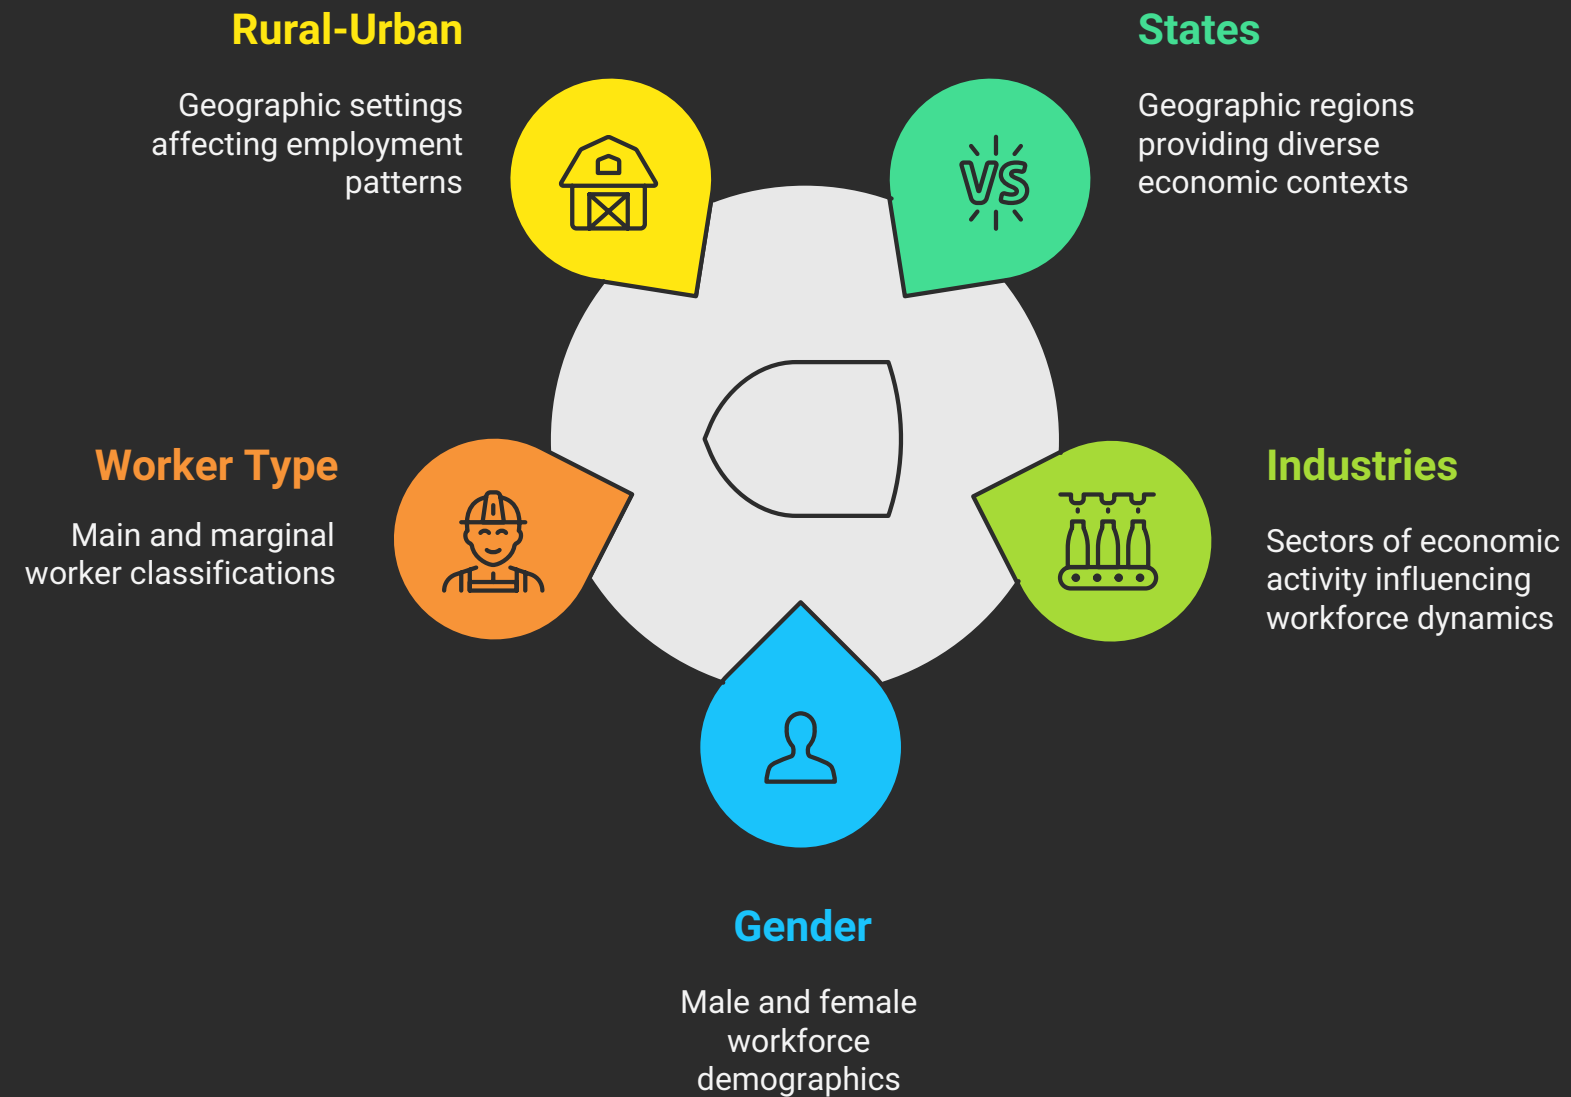 Rural-Urban
Geographic settings
affecting employment
patterns
States
Geographic regions
providing diverse
economic contexts
VS
Worker Type
Main and marginal
worker classifications
Industries
Sectors of economic
activity influencing
workforce dynamics
Gender
Male and female
workforce
demographics